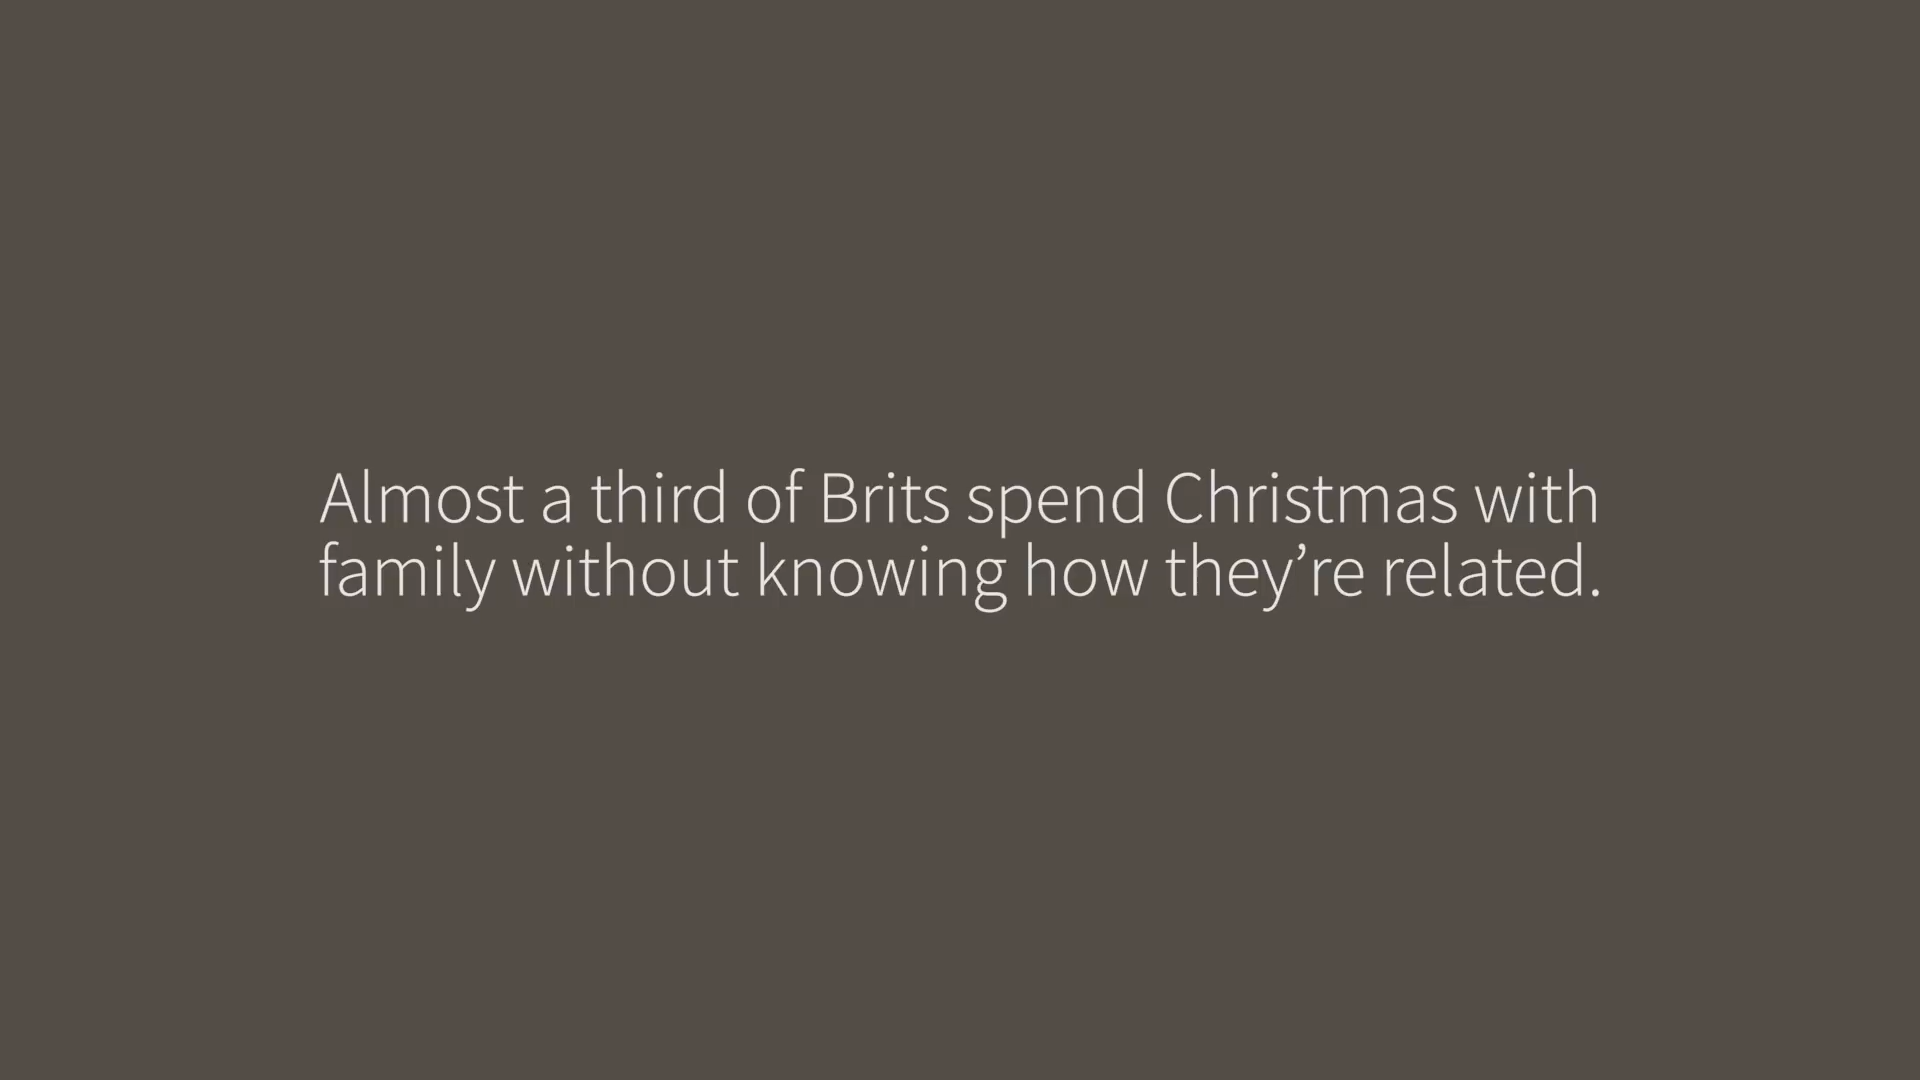 Almost a third of Brits spend Christmas with
family without knowing how they’re related.